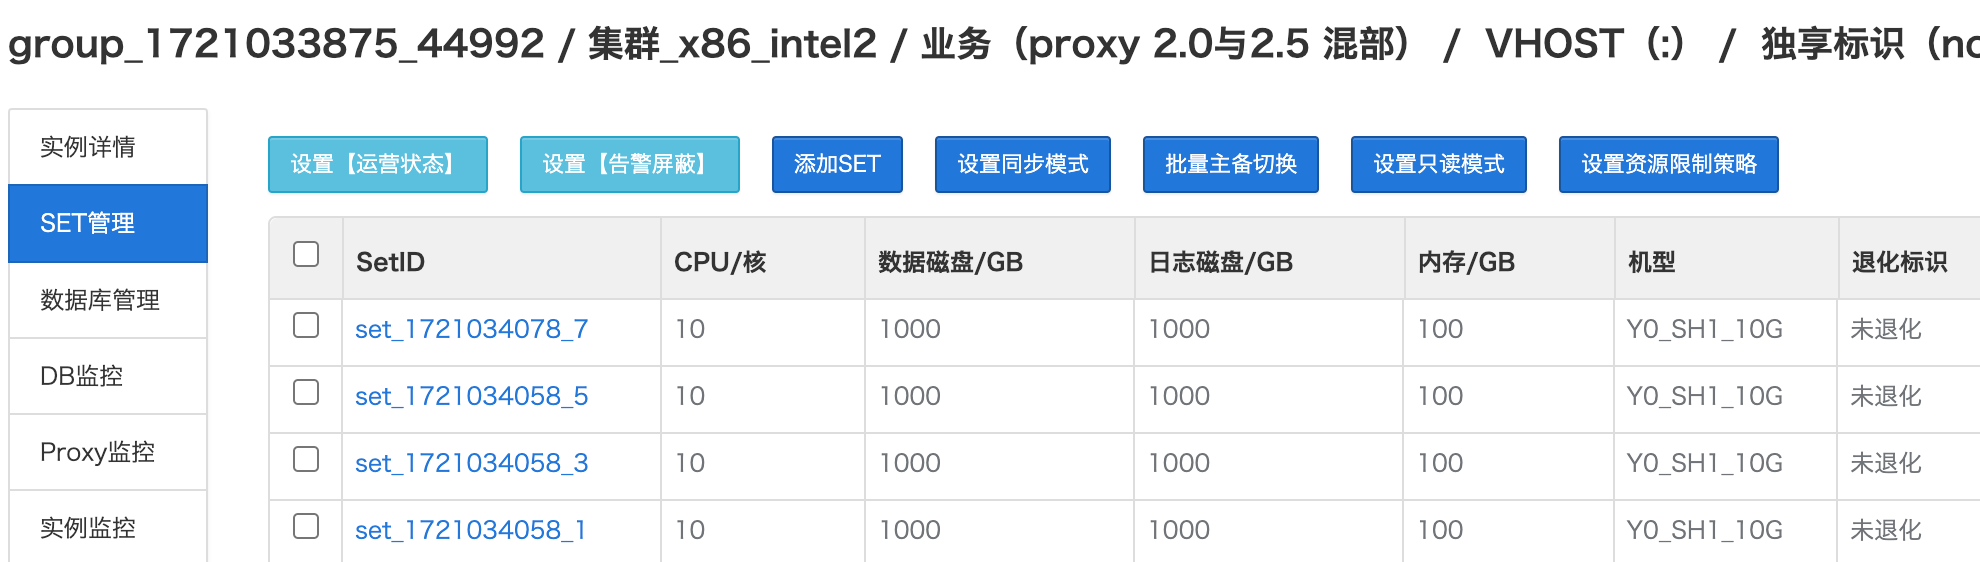 group_1721033875_44992 / 集群_x86_intel2 / 业务（proxy 2.0与2.5 混部） / VHOST（:） / 独享标识（no
实例详情
SET管理
数据库管理
DB监控
Proxy监控
实例监控
设置【运营状态】 设置【告警屏蔽】 添加SET 设置同步模式 批量主备切换 设置只读模式 设置资源限制策略
SetID CPU/核 数据磁盘/GB 日志磁盘/GB 内存/GB 机型 退化标识
set_1721034078_7 10 1000 1000 100 Y0_SH1_10G 未退化
set_1721034058_5 10 1000 1000 100 Y0_SH1_10G 未退化
set_1721034058_3 10 1000 1000 100 Y0_SH1_10G 未退化
set_1721034058_1 10 1000 1000 100 Y0_SH1_10G 未退化